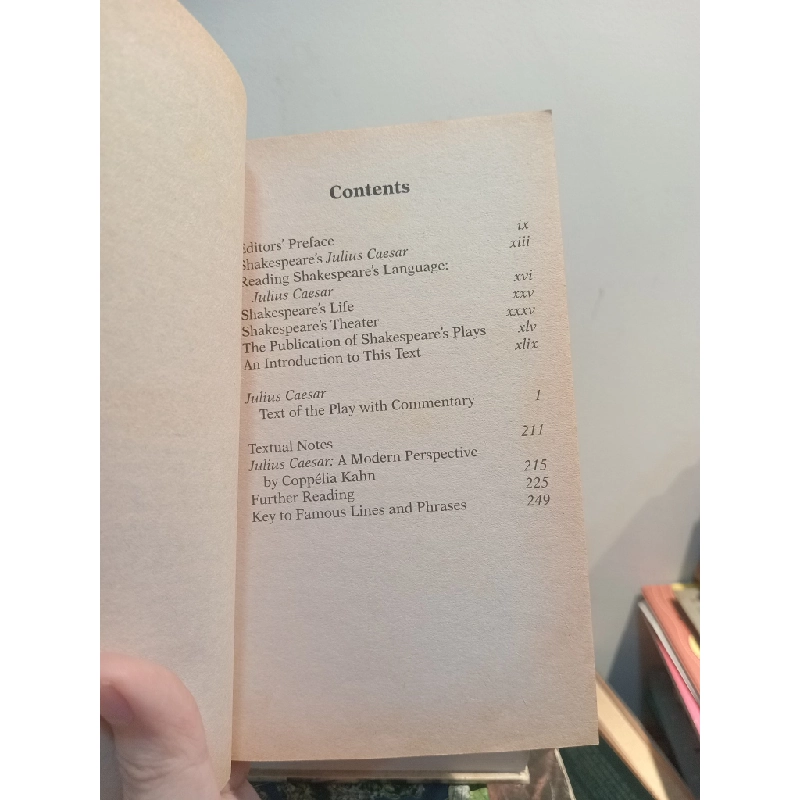 Contents
Editors' Preface ix
Shakespeare's Julius Caesar xiii
Reading Shakespeare's Language:
Julius Caesar xvi
Shakespeare's Life xxv
Shakespeare's Theater xxxv
The Publication of Shakespeare's Plays xlv
An Introduction to This Text xlix
Julius Caesar
Text of the Play with Commentary 1
Textual Notes 211
Julius Caesar: A Modern Perspective
by Coppélia Kahn 215
Further Reading 225
Key to Famous Lines and Phrases 249